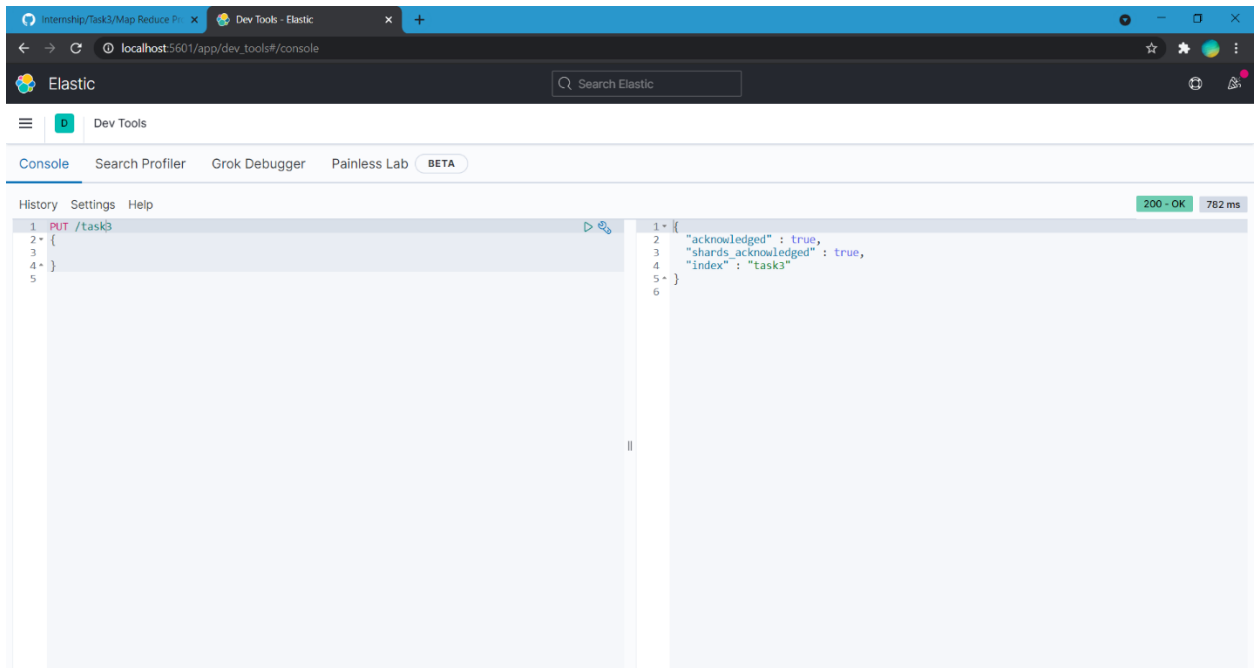 Internship/Task3/Map Reduce Pr
Dev Tools - Elastic
localhost:5601/app/dev_tools#/console
Elastic
Search Elastic
D
Dev Tools
Console
Search Profiler
Grok Debugger
Painless Lab
BETA
History
Settings
Help
200 - OK
782 ms
1 PUT /task3
2 {
3
4 }
5
1 {
2 "acknowledged" : true,
3 "shards_acknowledged" : true,
4 "index" : "task3"
5 }
6